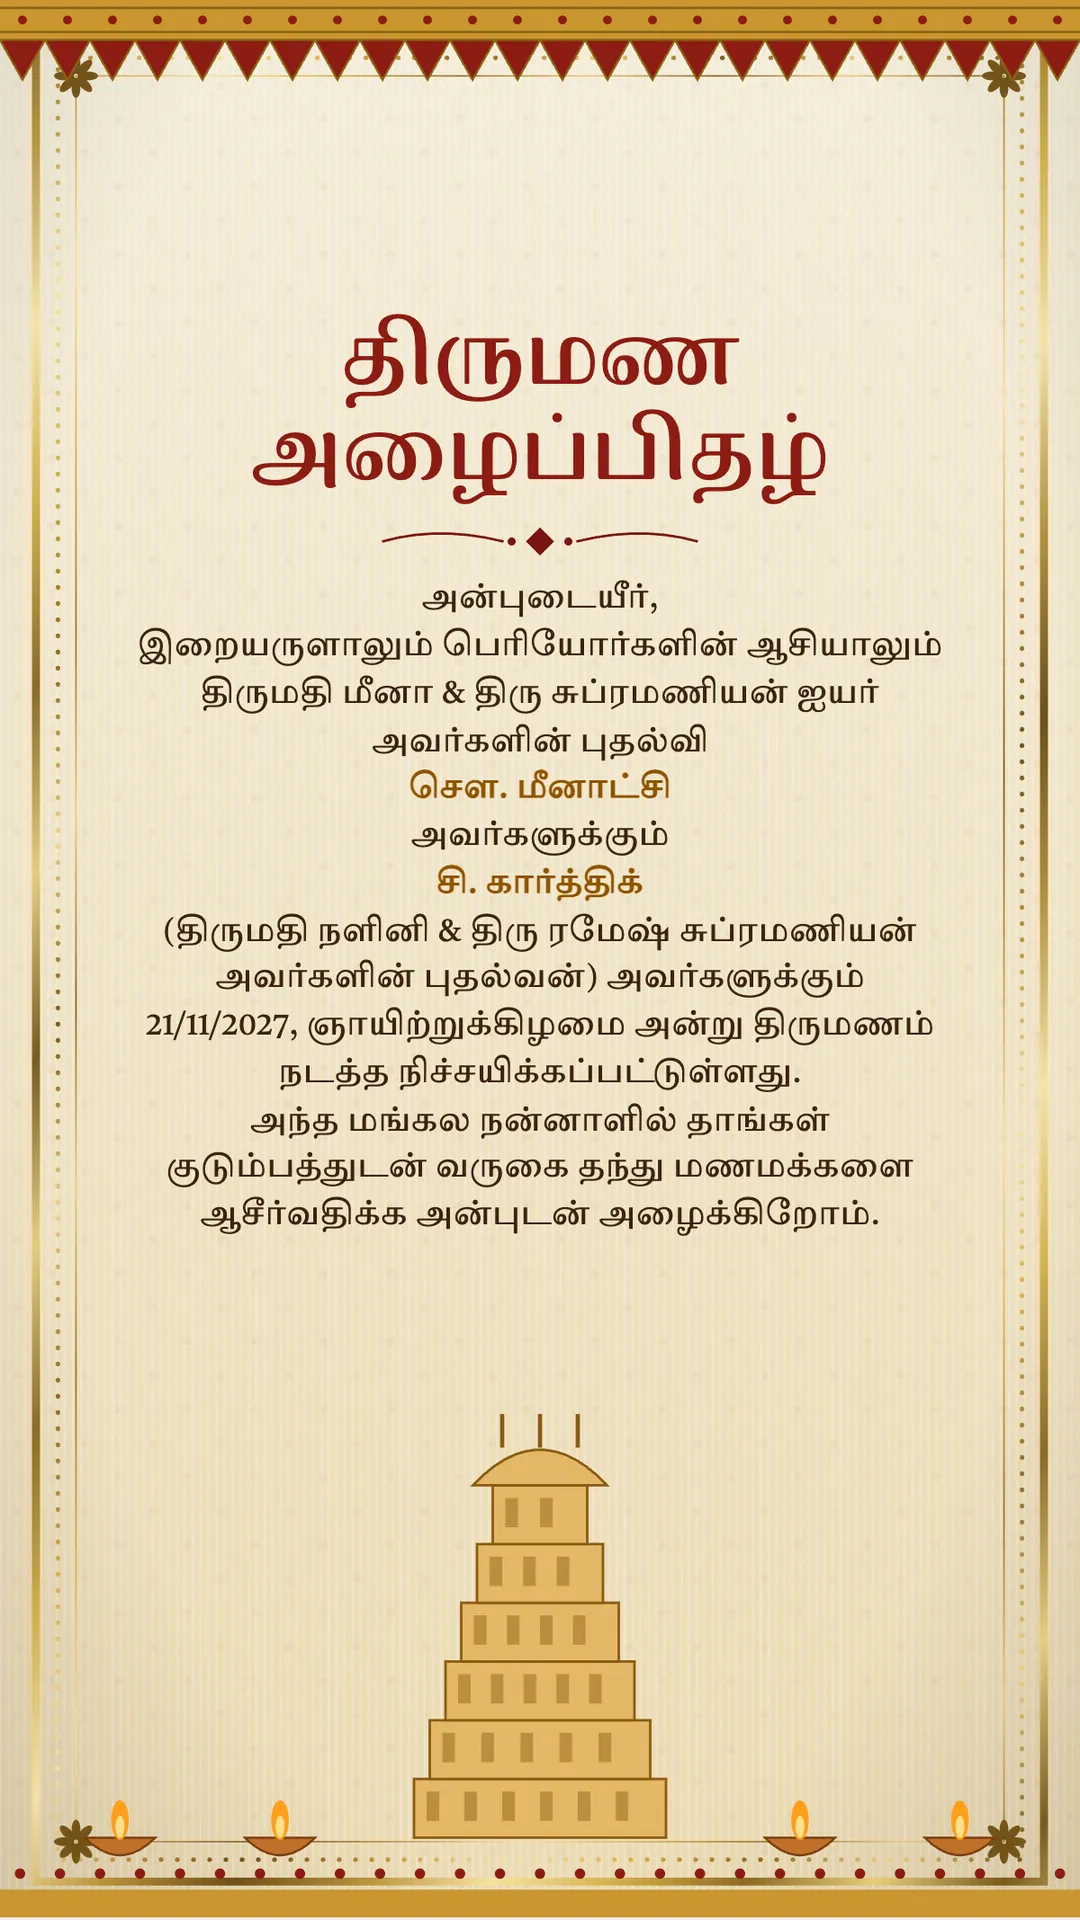 திருமண
அழைப்பிதழ்
அன்புடையீர்,
இறையருளாலும் பெரியோர்களின் ஆசியாலும்
திருமதி மீனா & திரு சுப்ரமணியன் ஐயர்
அவர்களின் புதல்வி
சௌ. மீனாட்சி
அவர்களுக்கும்
சி. கார்த்திக்
(திருமதி நளினி & திரு ரமேஷ் சுப்ரமணியன்
அவர்களின் புதல்வன்) அவர்களுக்கும்
21/11/2027, ஞாயிற்றுக்கிழமை அன்று திருமணம்
நடத்த நிச்சயிக்கப்பட்டுள்ளது.
அந்த மங்கல நன்னாளில் தாங்கள்
குடும்பத்துடன் வருகை தந்து மணமக்களை
ஆசீர்வதிக்க அன்புடன் அழைக்கிறோம்.